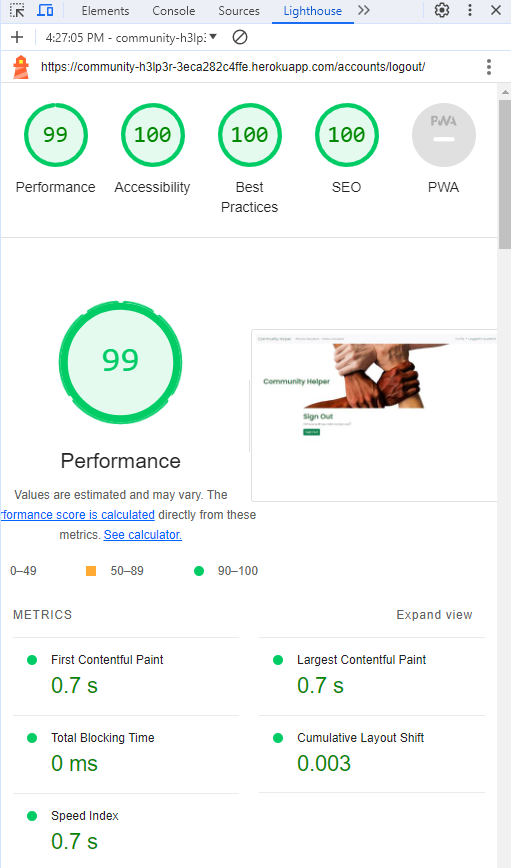 Elements Console Sources Lighthouse
4:27:05 PM - community-h3lp3
https://community-h3lp3r-3eca282c4ffe.herokuapp.com/accounts/logout/
99 100 100 100 PWA
Performance Accessibility Best Practices SEO PWA
99
Community Helper
Sign Out
Performance
Values are estimated and may vary. The
rformance score is calculated directly from these
metrics. See calculator.
0–49 50–89 90–100
METRICS Expand view
First Contentful Paint Largest Contentful Paint
0.7 s 0.7 s
Total Blocking Time Cumulative Layout Shift
0 ms 0.003
Speed Index
0.7 s